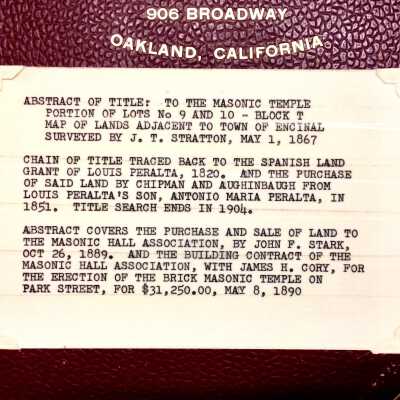 906 BROADWAY
OAKLAND, CALIFORNIA
ABSTRACT OF TITLE: TO THE MASONIC TEMPLE
PORTION OF LOTS No 9 AND 10 - BLOCK T
MAP OF LANDS ADJACENT TO TOWN OF ENCINAL
SURVEYED BY J. T. STRATTON, MAY 1, 1867
CHAIN OF TITLE TRACED BACK TO THE SPANISH LAND
GRANT OF LOUIS PERALTA, 1820. AND THE PURCHASE
OF SAID LAND BY CHIPMAN AND AUGHINBAUGH FROM
LOUIS PERALTA'S SON, ANTONIO MARIA PERALTA, IN
1851. TITLE SEARCH ENDS IN 1904.
ABSTRACT COVERS THE PURCHASE AND SALE OF LAND TO
THE MASONIC HALL ASSOCIATION, BY JOHN F. STARK,
OCT 26, 1889. AND THE BUILDING CONTRACT OF THE
MASONIC HALL ASSOCIATION, WITH JAMES H. CORY, FOR
THE ERECTION OF THE BRICK MASONIC TEMPLE ON
PARK STREET, FOR $31,250.00, MAY 8, 1890